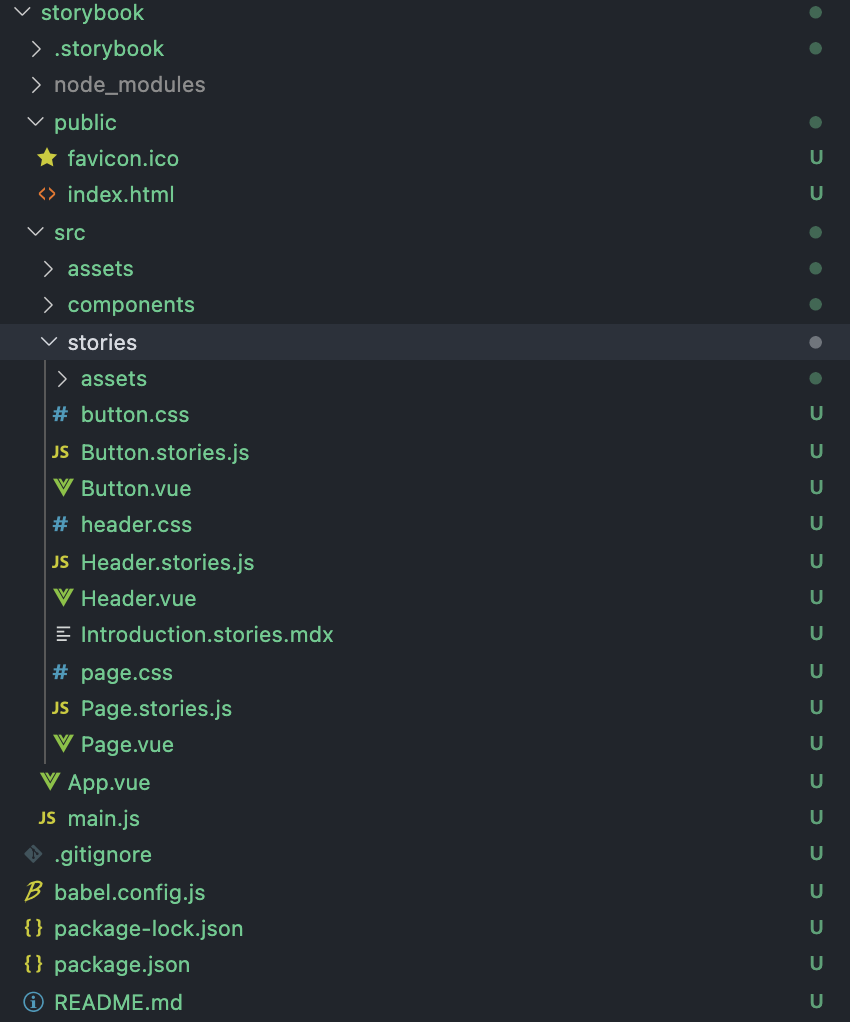 storybook
.storybook
node_modules
public
favicon.ico U
<> index.html U
src
assets
components
stories
assets
# button.css U
JS Button.stories.js U
Button.vue U
# header.css U
JS Header.stories.js U
Header.vue U
Introduction.stories.mdx U
# page.css U
JS Page.stories.js U
Page.vue U
App.vue U
JS main.js U
.gitignore U
B babel.config.js U
{} package-lock.json U
{} package.json U
README.md U